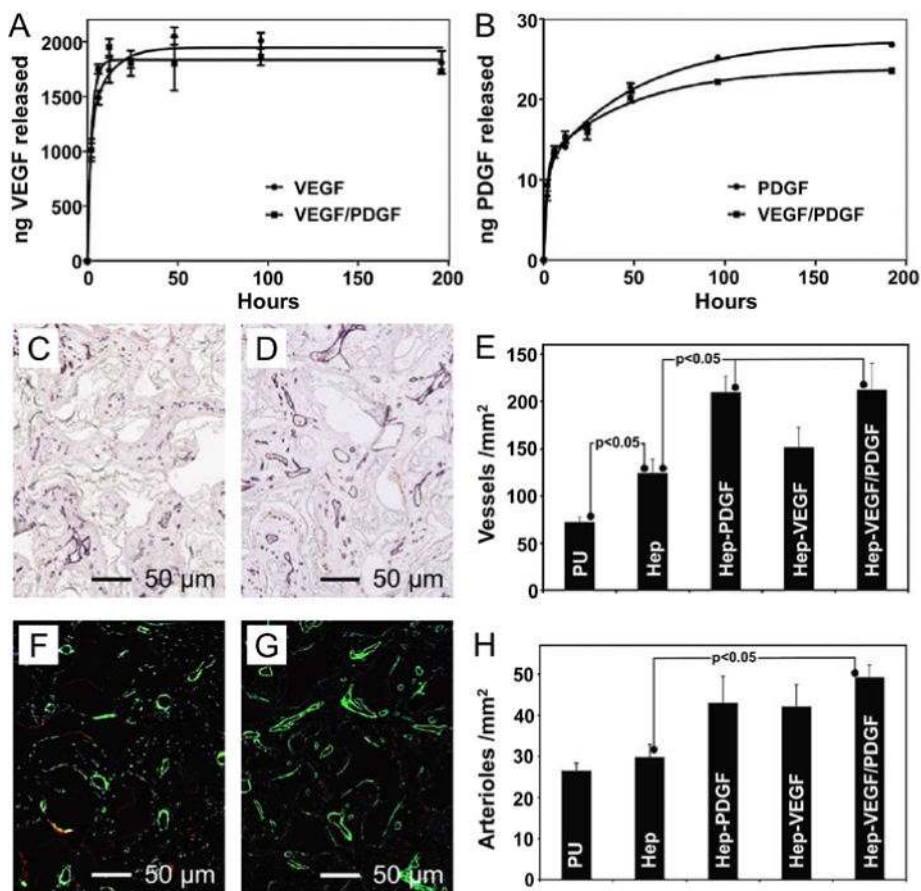 A
ng VEGF released
2000
1500
1000
500
0
VEGF
VEGF/PDGF
0
50
100
150
200
Hours
B
ng PDGF released
30
20
10
0
PDGF
VEGF/PDGF
0
50
100
150
200
Hours
C
50 µm
D
50 µm
E
Vessels /mm²
150
200
150
100
50
0
p<0.05
p<0.05
PU
Hep
Hep-PDGF
Hep-VEGF
Hep-VEGF/PDGF
F
50 µm
G
50 µm
H
Arterioles /mm²
50
40
30
20
10
0
p<0.05
PU
Hep
Hep-PDGF
Hep-VEGF
Hep-VEGF/PDGF